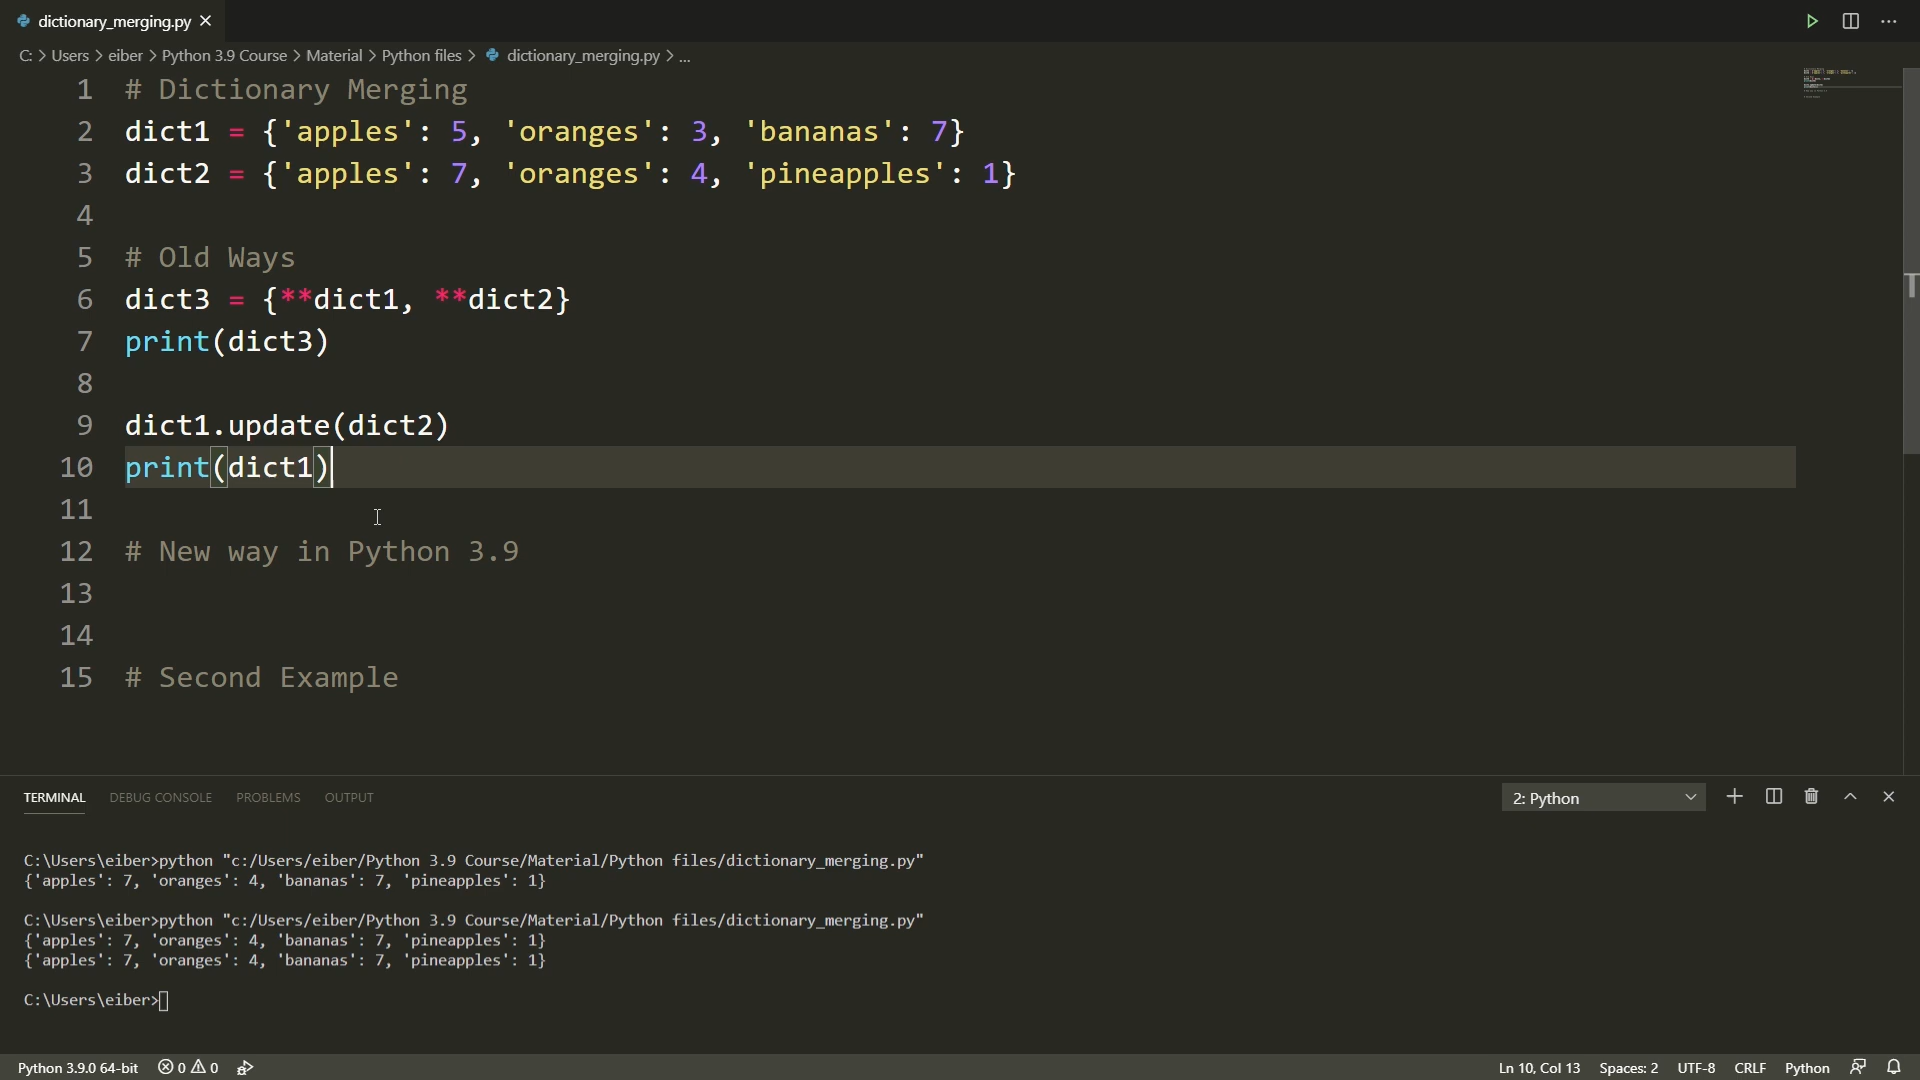 dictionary_merging.py
C: > Users > eiber > Python 3.9 Course > Material > Python files > dictionary_merging.py > ...
1 # Dictionary Merging
2 dict1 = {'apples': 5, 'oranges': 3, 'bananas': 7}
3 dict2 = {'apples': 7, 'oranges': 4, 'pineapples': 1}
4
5 # Old Ways
6 dict3 = {**dict1, **dict2}
7 print(dict3)
8
9 dict1.update(dict2)
10 print(dict1)
11
12 # New way in Python 3.9
13
14
15 # Second Example
TERMINAL DEBUG CONSOLE PROBLEMS OUTPUT 2: Python
C:\Users\eiber>python "c:/Users/eiber/Python 3.9 Course/Material/Python files/dictionary_merging.py"
{'apples': 7, 'oranges': 4, 'bananas': 7, 'pineapples': 1}
C:\Users\eiber>python "c:/Users/eiber/Python 3.9 Course/Material/Python files/dictionary_merging.py"
{'apples': 7, 'oranges': 4, 'bananas': 7, 'pineapples': 1}
{'apples': 7, 'oranges': 4, 'bananas': 7, 'pineapples': 1}
C:\Users\eiber>
Python 3.9.0 64-bit 0 0 Ln 10, Col 13 Spaces: 2 UTF-8 CRLF Python